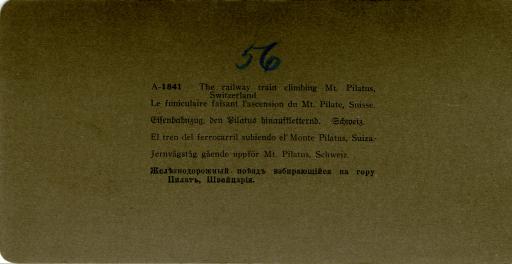 56
A-1841 The railway train climbing Mt. Pilatus,
Switzerland
Le funiculaire faisant l'ascension du Mt. Pilate, Suisse.
Eisenbahnzug, den Pilatus hinaufkletternd. Schweiz.
El tren del ferrocarril subiendo el Monte Pilatus, Suiza-
Jernvägståg gående uppför Mt. Pilatus, Schweiz.
Желѣзнодорожный поѣздъ взбирающійся на гору
Пилатъ, Швейцарія.